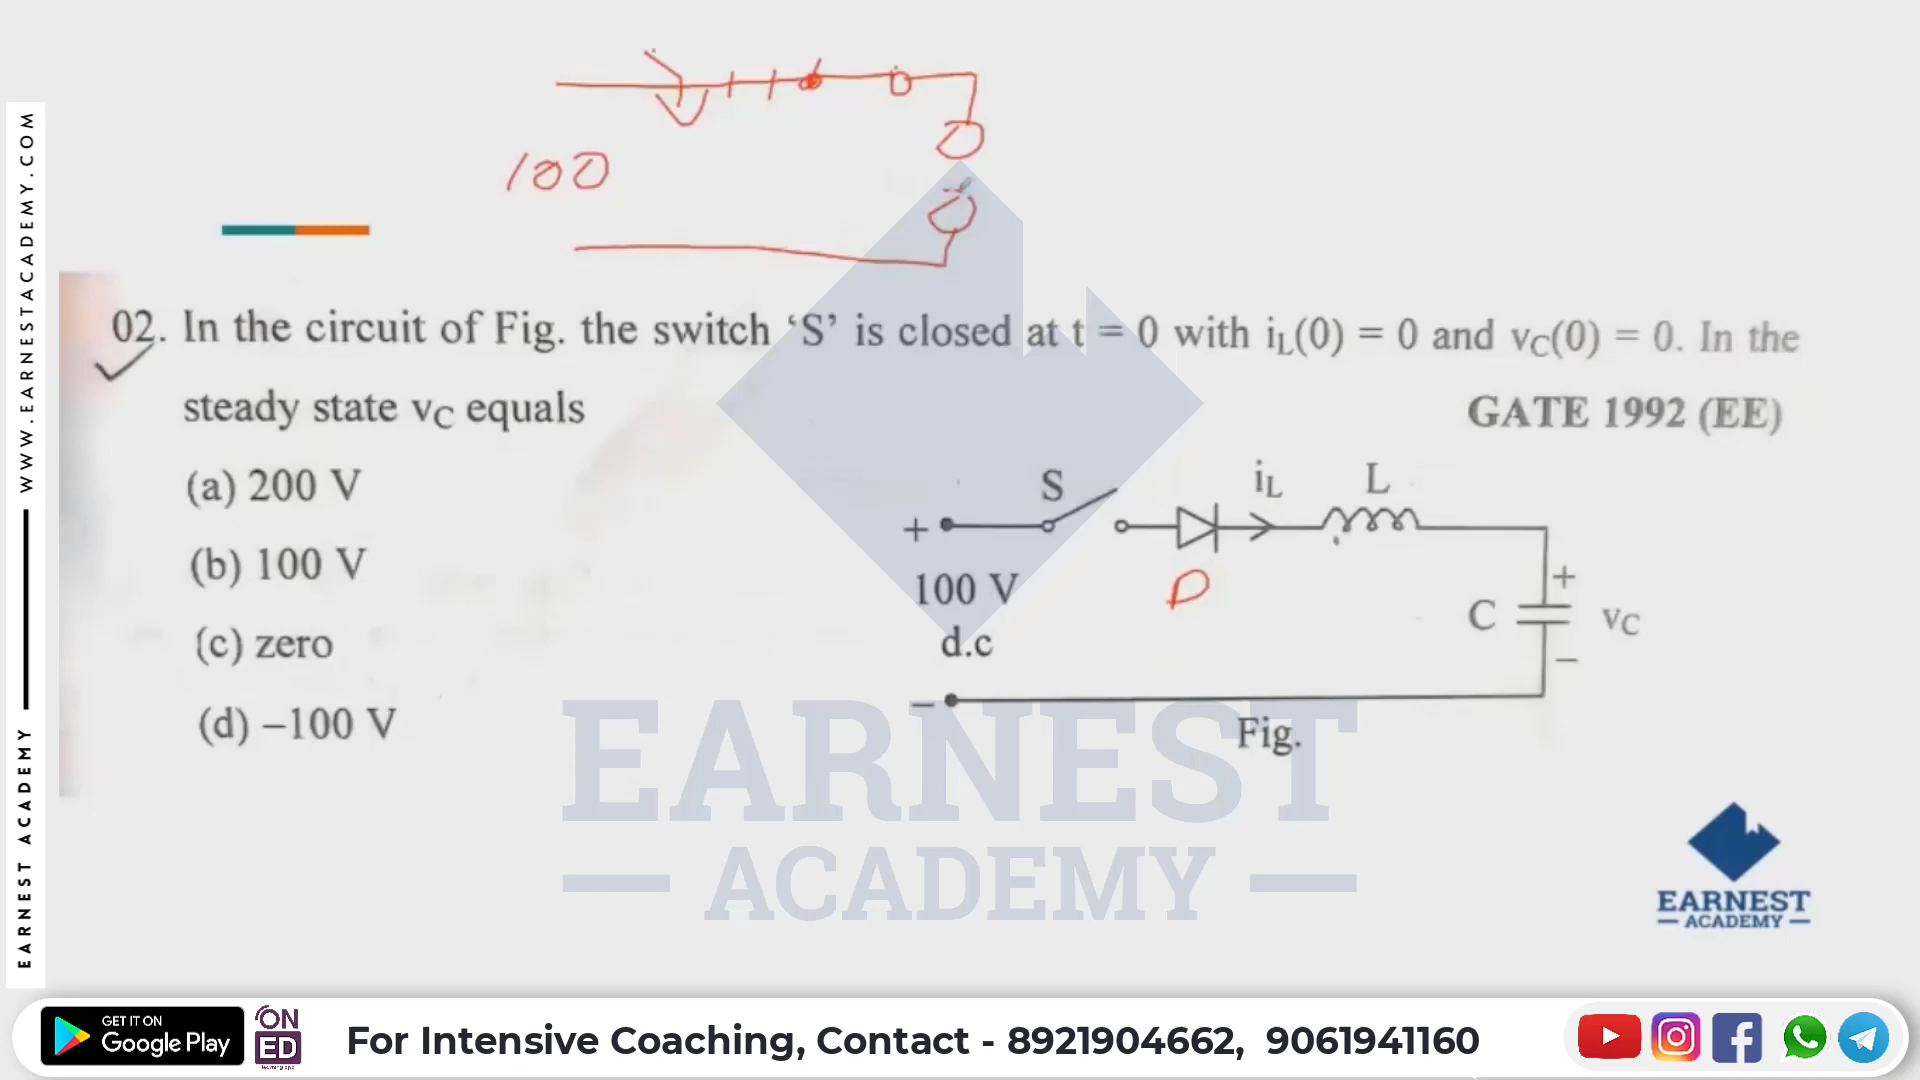 100
02. In the circuit of Fig. the switch ‘S’ is closed at t = 0 with iL(0) = 0 and vC(0) = 0. In the
steady state vC equals
GATE 1992 (EE)
(a) 200 V
(b) 100 V
(c) zero
(d) –100 V
S
iL
L
+
100 V
d.c
–
D
C
+
vC
–
Fig.
EARNEST
ACADEMY
EARNEST
ACADEMY
EARNEST ACADEMY
WWW.EARNESTACADEMY.COM
GET IT ON
Google Play
ON
ED
learning app
For Intensive Coaching, Contact - 8921904662, 9061941160